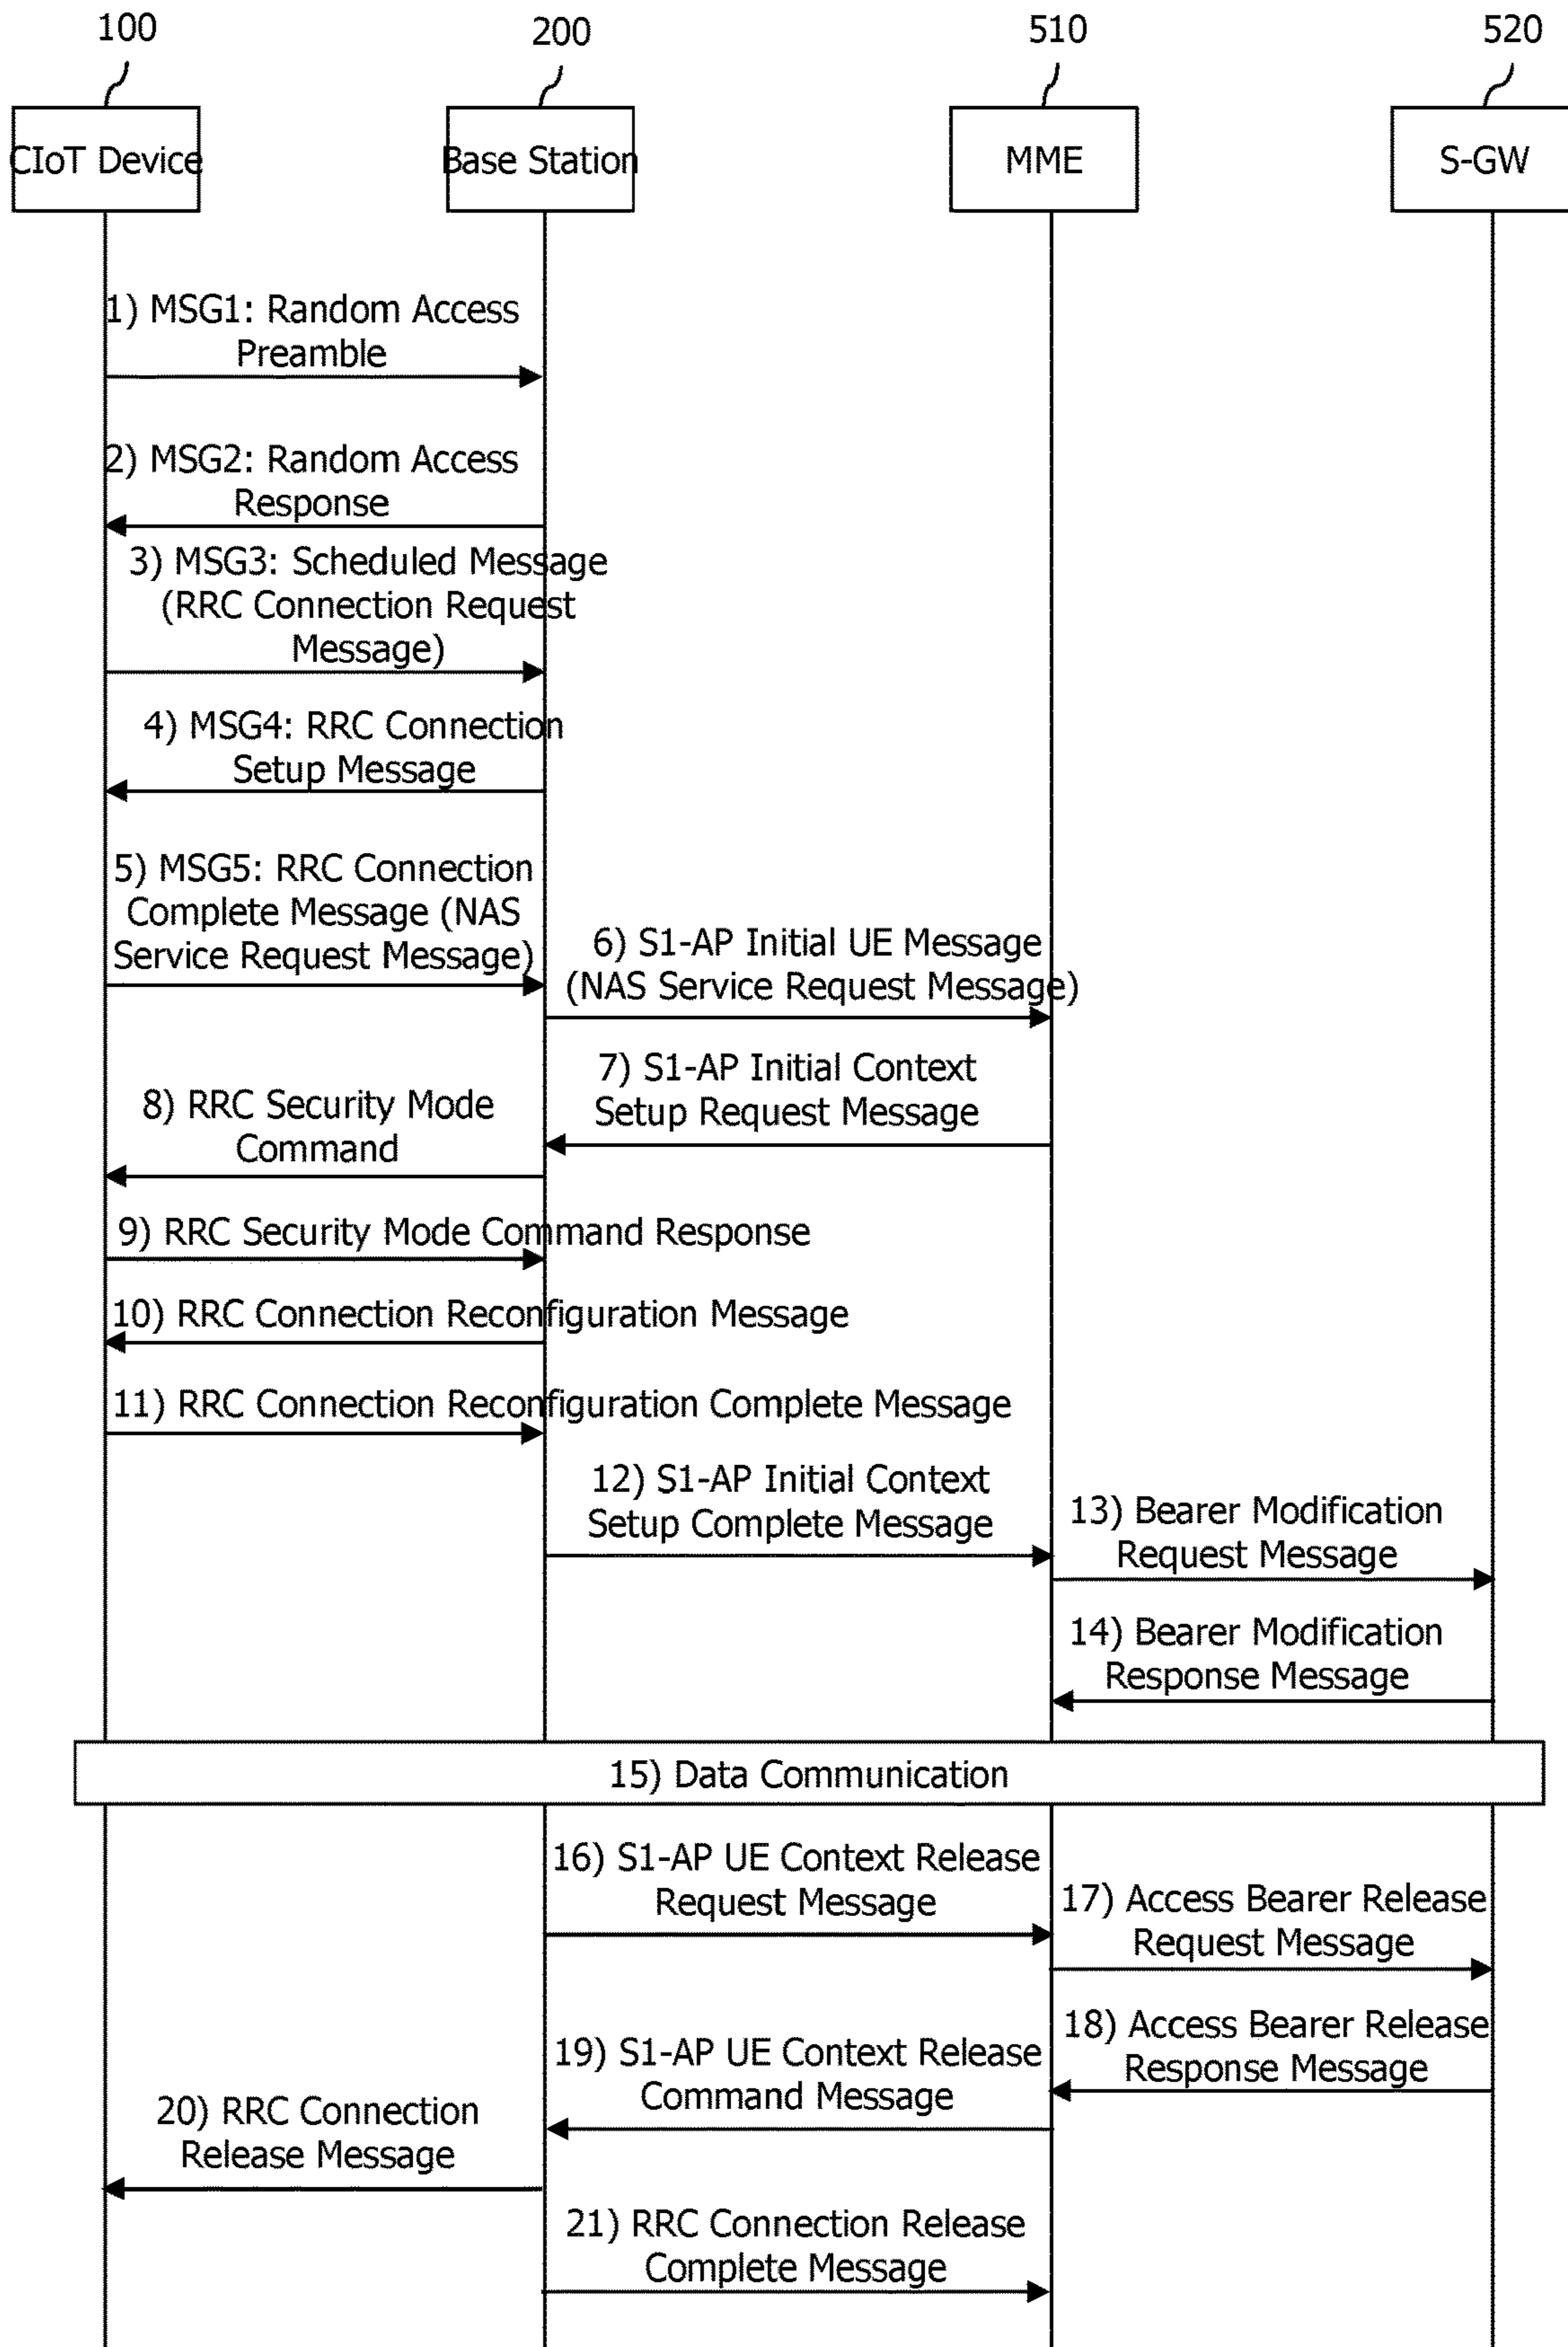 100
200
510
520
CIoT Device
Base Station
MME
S-GW
1) MSG1: Random Access
Preamble
2) MSG2: Random Access
Response
3) MSG3: Scheduled Message
(RRC Connection Request
Message)
4) MSG4: RRC Connection
Setup Message
5) MSG5: RRC Connection
Complete Message (NAS
Service Request Message)
6) S1-AP Initial UE Message
(NAS Service Request Message)
7) S1-AP Initial Context
Setup Request Message
8) RRC Security Mode
Command
9) RRC Security Mode Command Response
10) RRC Connection Reconfiguration Message
11) RRC Connection Reconfiguration Complete Message
12) S1-AP Initial Context
Setup Complete Message
13) Bearer Modification
Request Message
14) Bearer Modification
Response Message
15) Data Communication
16) S1-AP UE Context Release
Request Message
17) Access Bearer Release
Request Message
18) Access Bearer Release
Response Message
19) S1-AP UE Context Release
Command Message
20) RRC Connection
Release Message
21) RRC Connection Release
Complete Message